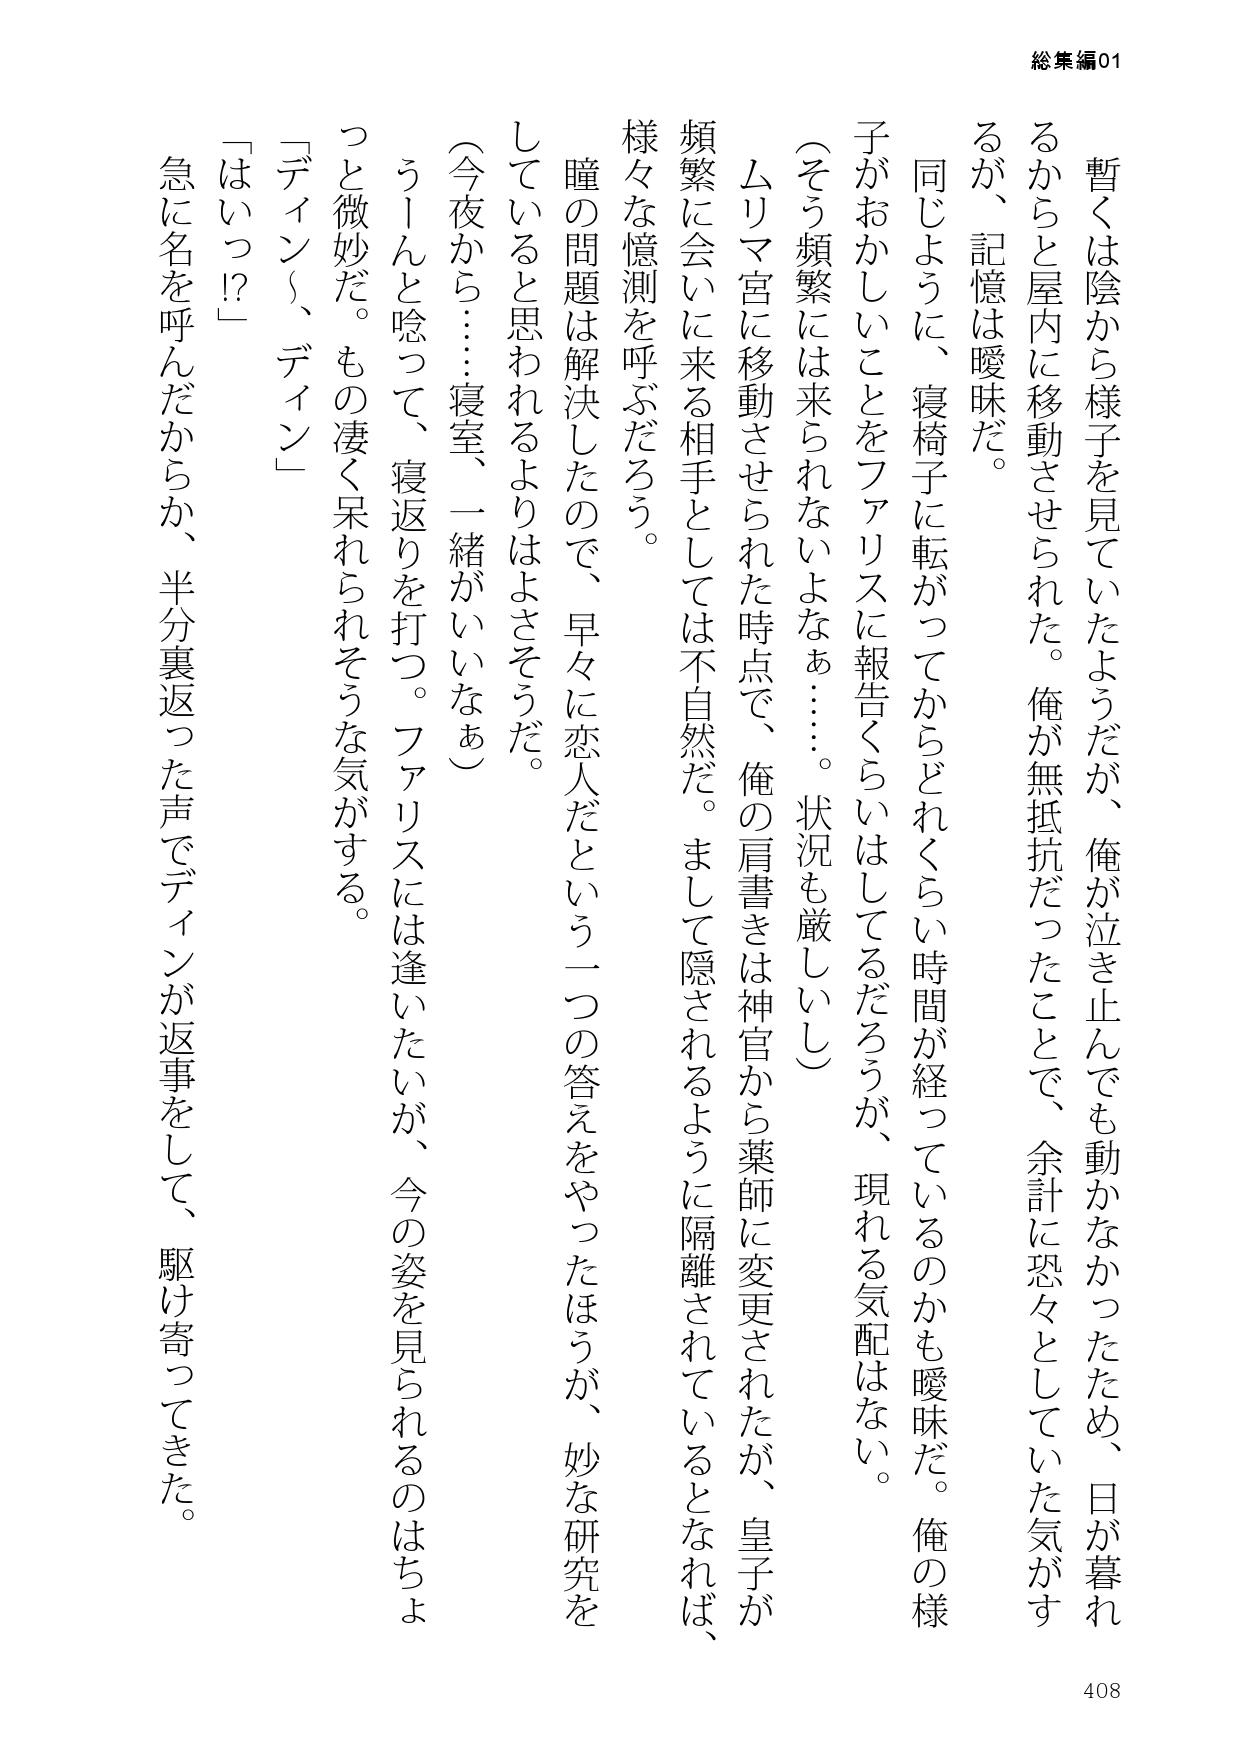 総集編01
　暫くは陰から様子を見ていたようだが、俺が泣き止んでも動かなかったため、日が暮れ
るからと屋内に移動させられた。俺が無抵抗だったことで、余計に恐々としていた気がす
るが、記憶は曖昧だ。
　同じように、寝椅子に転がってからどれくらい時間が経っているのかも曖昧だ。俺の様
子がおかしいことをファリスに報告くらいはしてるだろうが、現れる気配はない。
（そう頻繁には来られないよなぁ……。状況も厳しいし）
　ムリマ宮に移動させられた時点で、俺の肩書きは神官から薬師に変更されたが、皇子が
頻繁に会いに来る相手としては不自然だ。まして隠されるように隔離されているとなれば、
様々な憶測を呼ぶだろう。
　瞳の問題は解決したので、早々に恋人だという一つの答えをやったほうが、妙な研究を
していると思われるよりはよさそうだ。
（今夜から……寝室、一緒がいいなぁ）
　うーんと唸って、寝返りを打つ。ファリスには逢いたいが、今の姿を見られるのはちょ
っと微妙だ。もの凄く呆れられそうな気がする。
「ディン～、ディン」
「はいっ!?」
　急に名を呼んだからか、半分裏返った声でディンが返事をして、駆け寄ってきた。
408